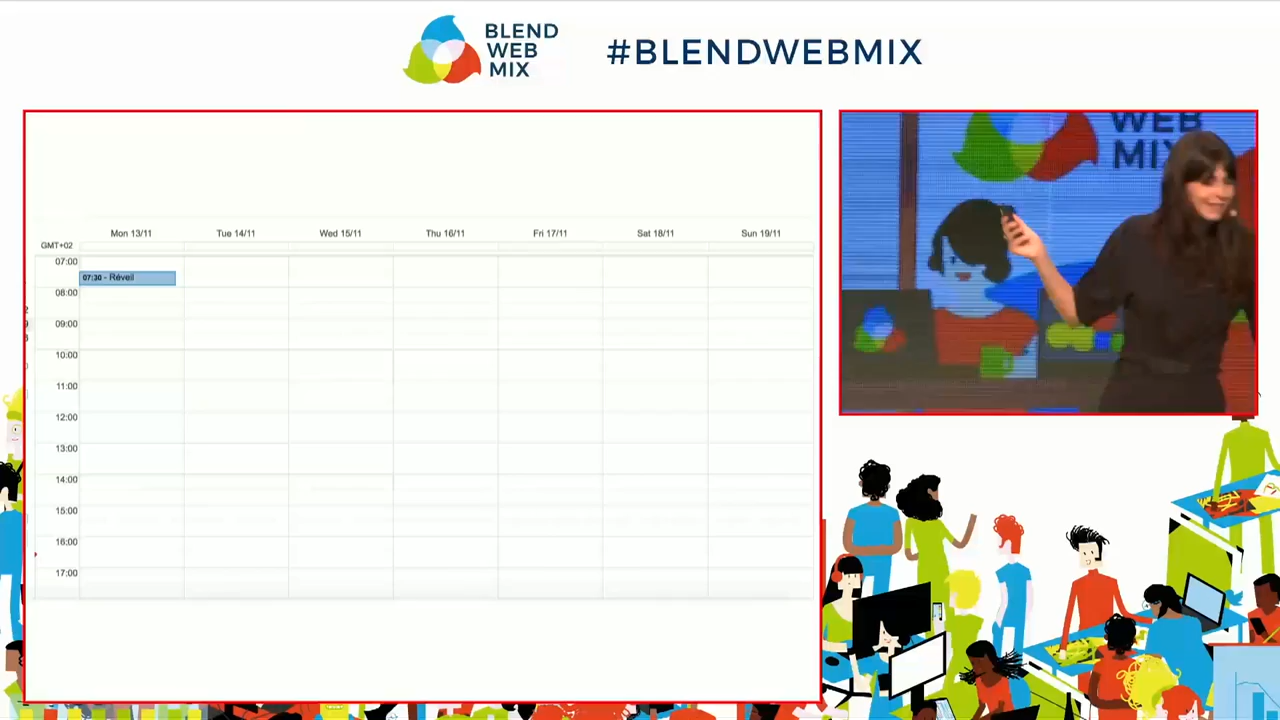 BLEND
WEB
MIX
#BLENDWEBMIX
Mon 13/11
Tue 14/11
Wed 15/11
Thu 16/11
Fri 17/11
Sat 18/11
Sun 19/11
GMT+02
07:00
07:30 - Réveil
08:00
09:00
10:00
11:00
12:00
13:00
14:00
15:00
16:00
17:00
WEB